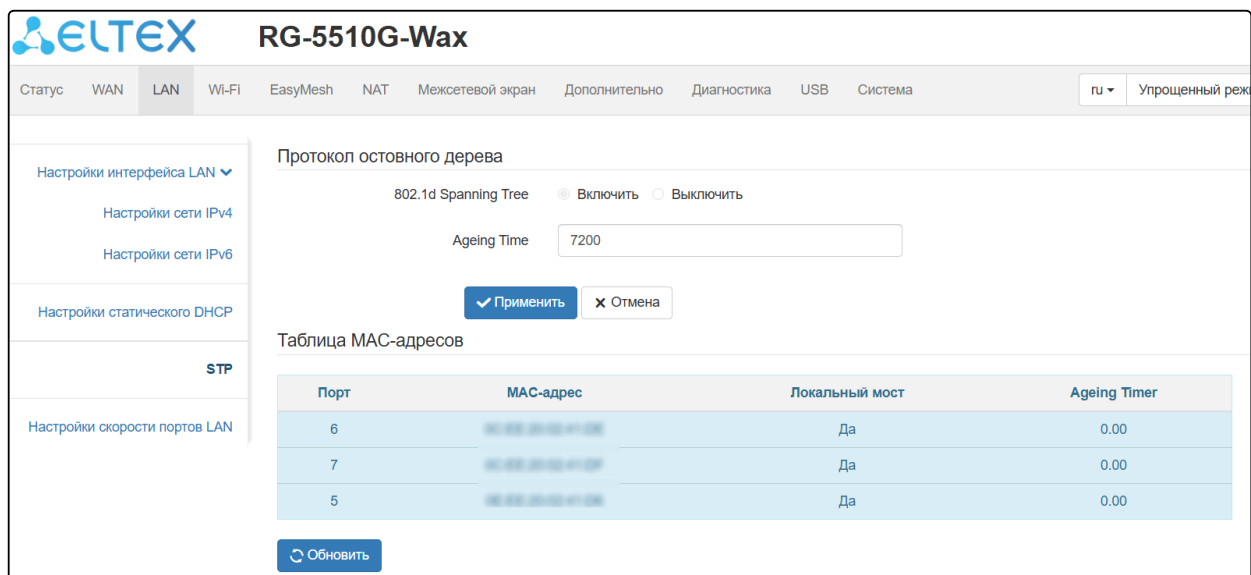 ELTEX RG-5510G-Wax
Статус WAN LAN Wi-Fi EasyMesh NAT Межсетевой экран Дополнительно Диагностика USB Система ru Упрощенный
Настройки интерфейса LAN
Настройки сети IPv4
Настройки сети IPv6
Настройки статического DHCP
STP
Настройки скорости портов LAN
Протокол остовного дерева
802.1d Spanning Tree Включить Выключить
Ageing Time 7200
Применить Отмена
Таблица MAC-адресов
Порт MAC-адрес Локальный мост Ageing Timer
6 Да 0.00
7 Да 0.00
5 Да 0.00
Обновить